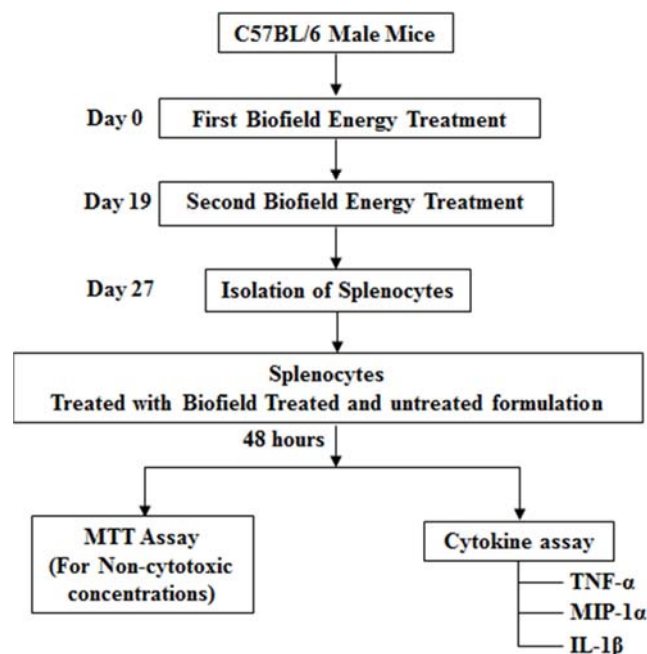 C57BL/6 Male Mice
Day 0
First Biofield Energy Treatment
Day 19
Second Biofield Energy Treatment
Day 27
Isolation of Splenocytes
Splenocytes
Treated with Biofield Treated and untreated formulation
48 hours
MTT Assay
(For Non-cytotoxic
concentrations)
Cytokine assay
TNF-α
MIP-1α
IL-1β